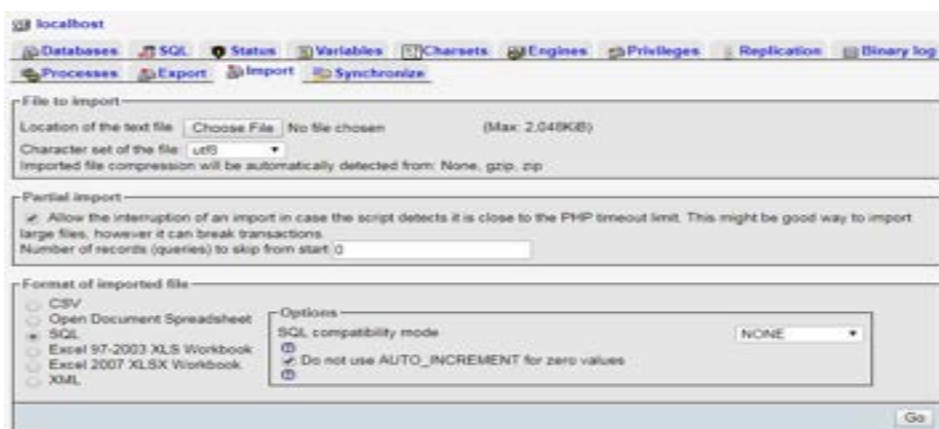 localhost
Databases SQL Status Variables Charsets Engines Privileges Replication Binary log
Processes Export Import Synchronize
File to import
Location of the text file Choose File No file chosen (Max: 2,048KiB)
Character set of the file: utf8
Imported file compression will be automatically detected from: None, gzip, zip
Partial import
Allow the interruption of an import in case the script detects it is close to the PHP timeout limit. This might be good way to import
large files, however it can break transactions.
Number of records (queries) to skip from start 0
Format of imported file
CSV
Open Document Spreadsheet
SQL
Excel 97-2003 XLS Workbook
Excel 2007 XLSX Workbook
XML
Options
SQL compatibility mode NONE
Do not use AUTO_INCREMENT for zero values
Go